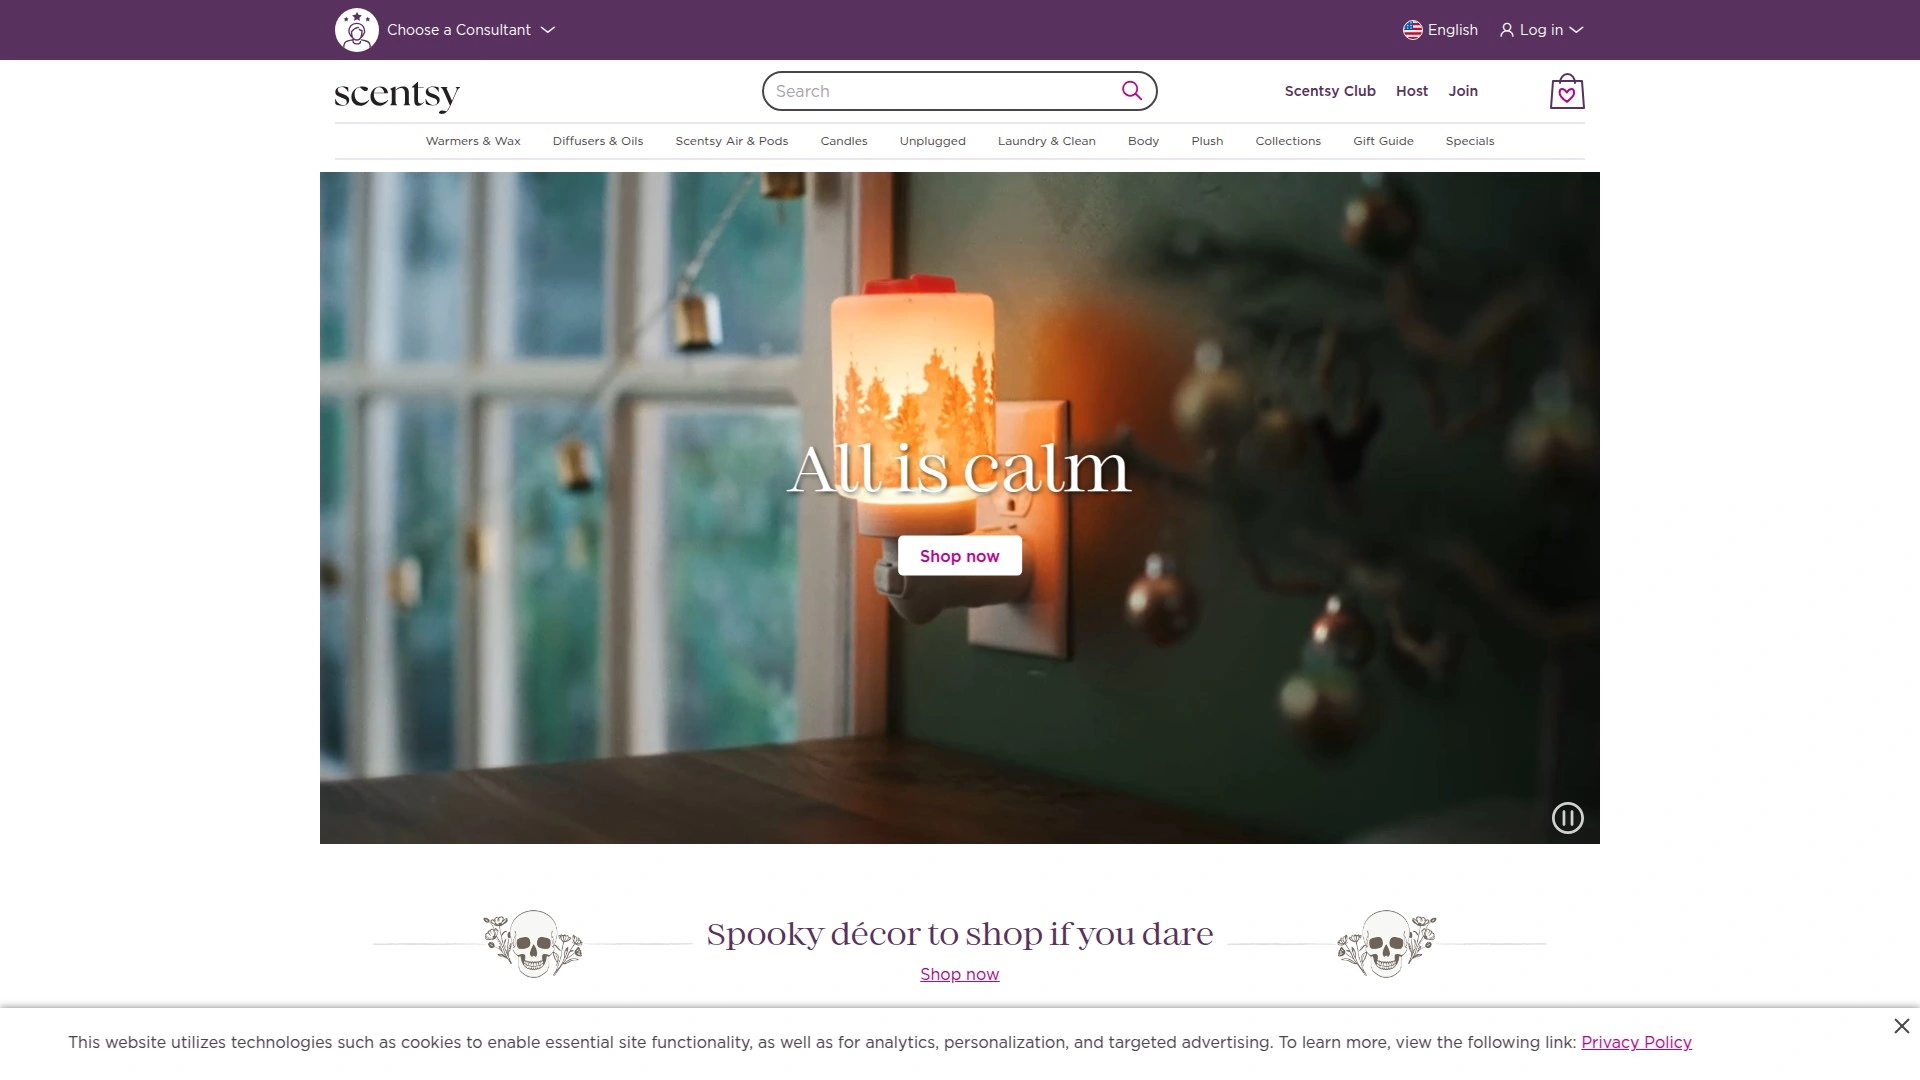 Choose a Consultant
English
Log in
scentsy
Search
Scentsy Club
Host
Join
Warmers & Wax
Diffusers & Oils
Scentsy Air & Pods
Candles
Unplugged
Laundry & Clean
Body
Plush
Collections
Gift Guide
Specials
All is calm
Shop now
Spooky décor to shop if you dare
Shop now
This website utilizes technologies such as cookies to enable essential site functionality, as well as for analytics, personalization, and targeted advertising. To learn more, view the following link: Privacy Policy